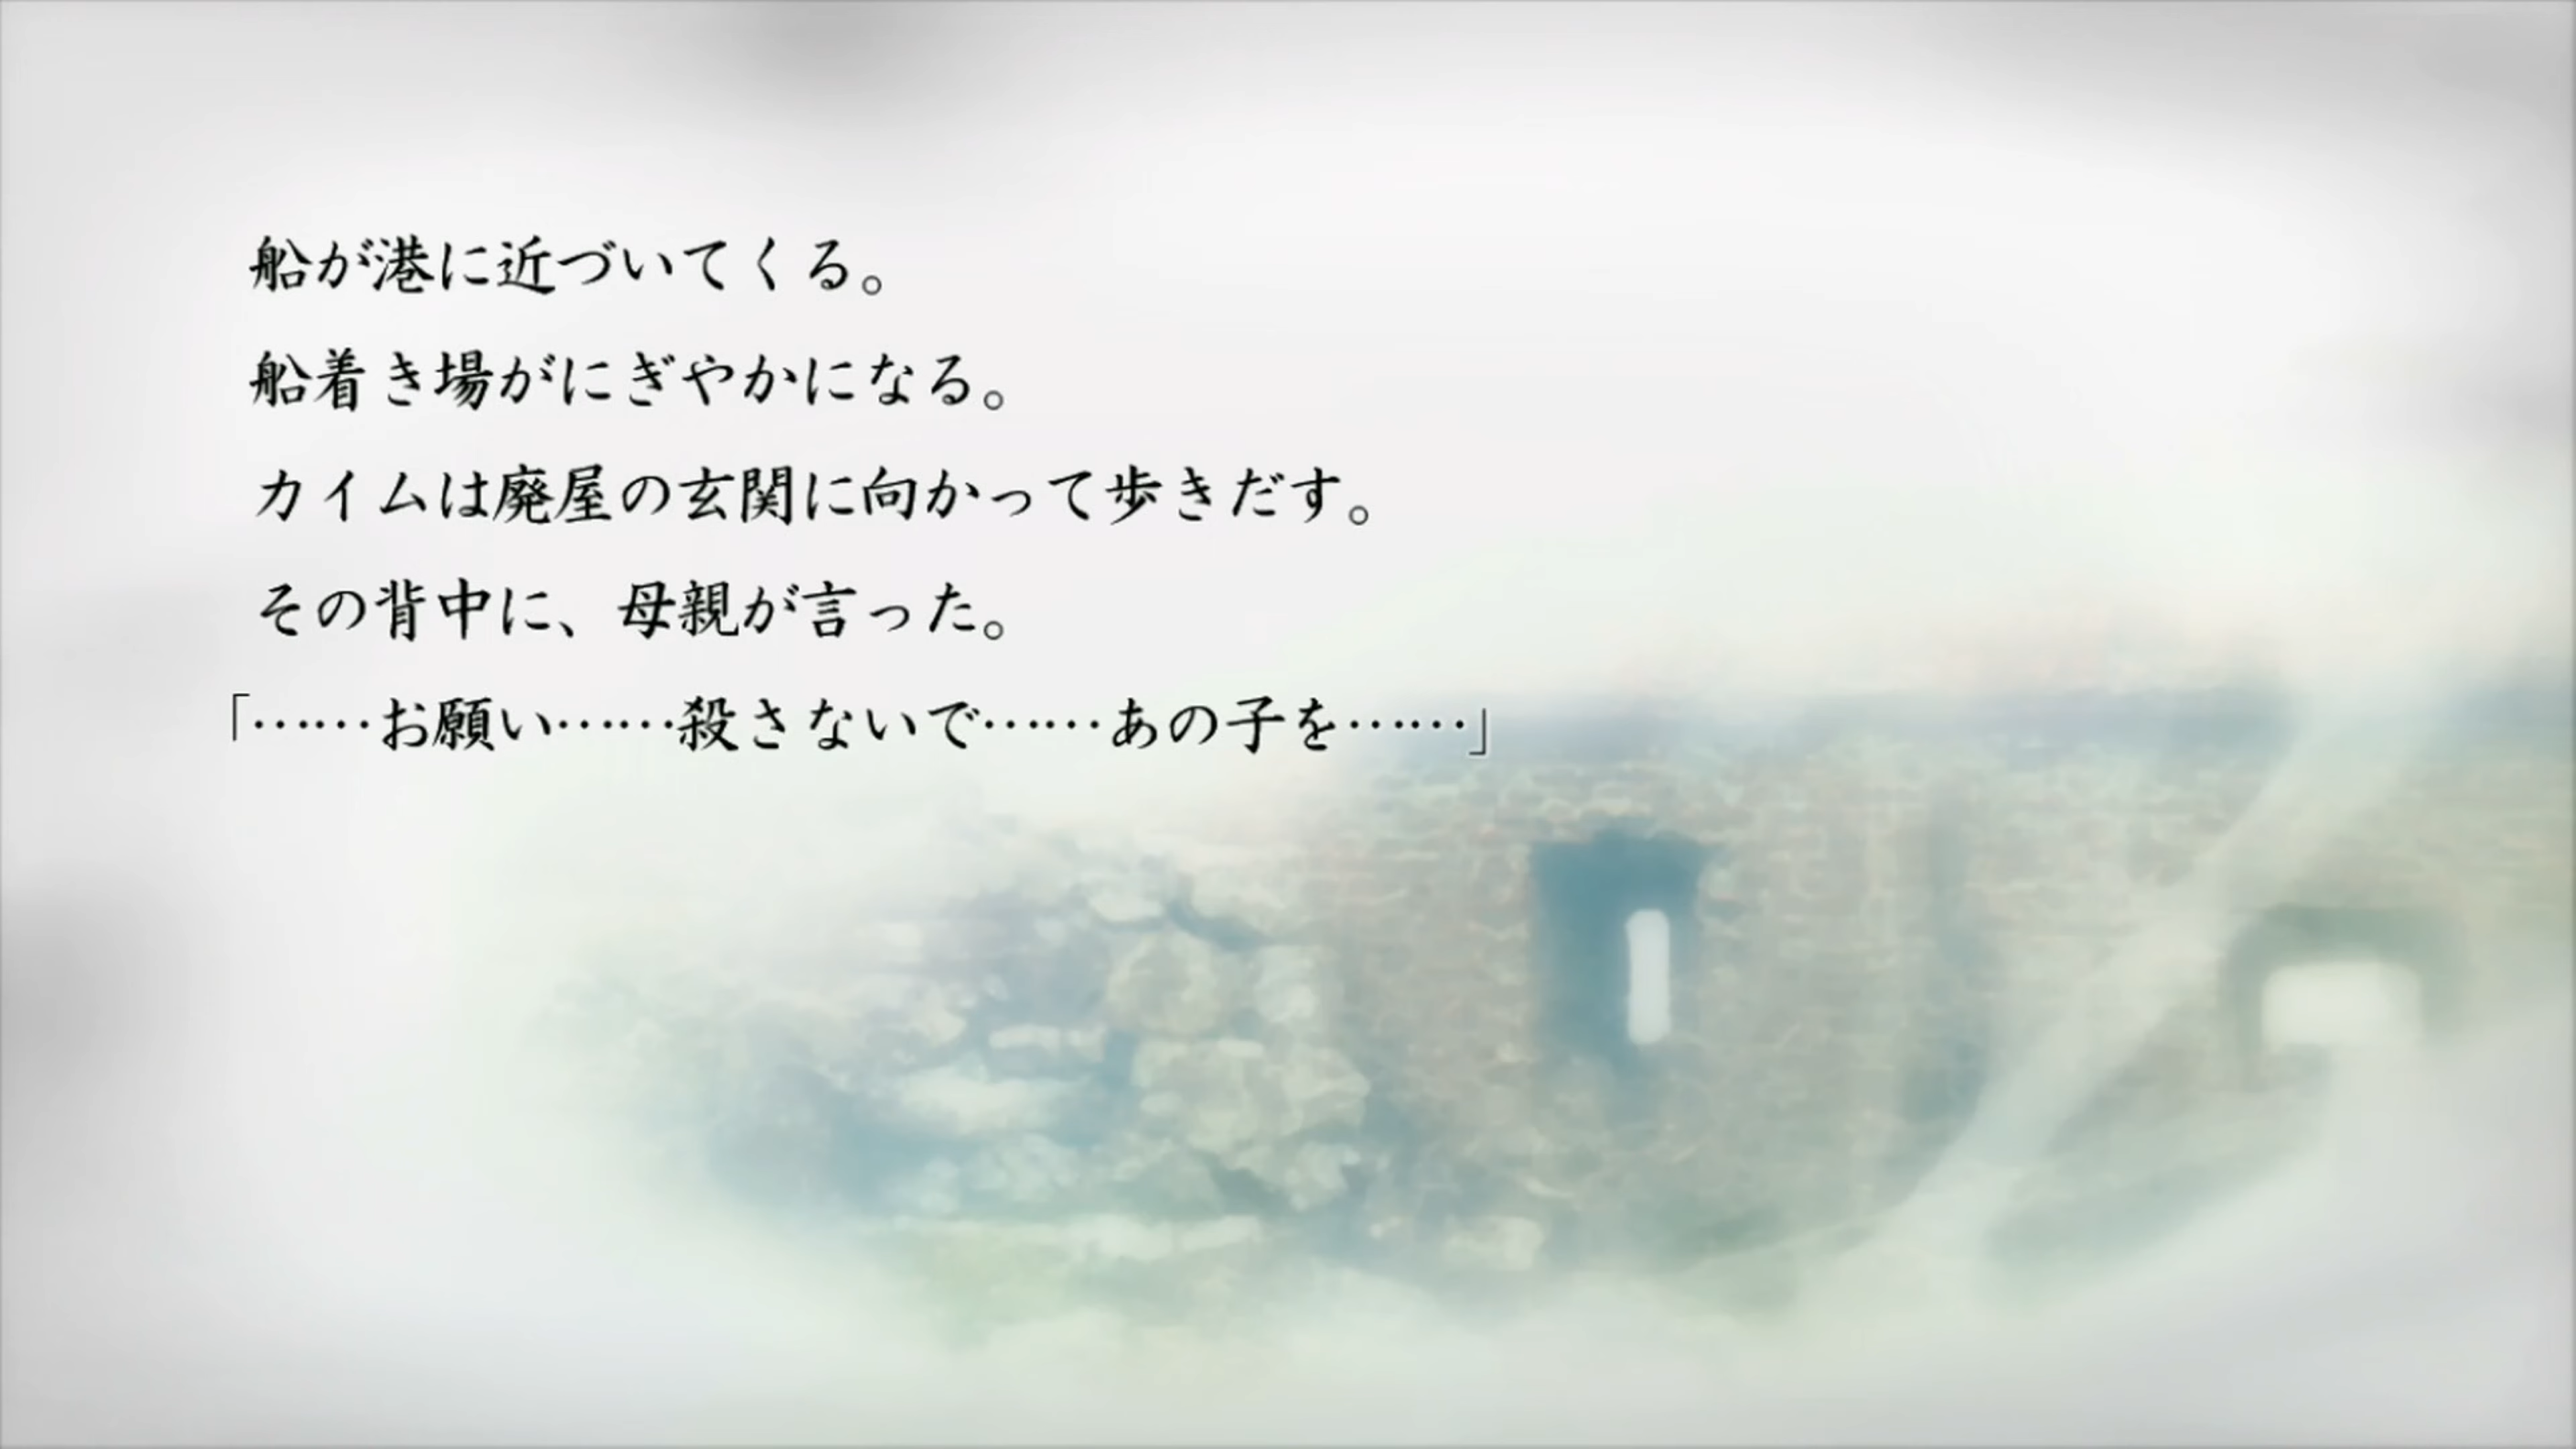 船が港に近づいてくる。
船着き場がにぎやかになる。
カイムは廃屋の玄関に向かって歩きだす。
その背中に、母親が言った。
「……お願い……殺さないで……あの子を……」